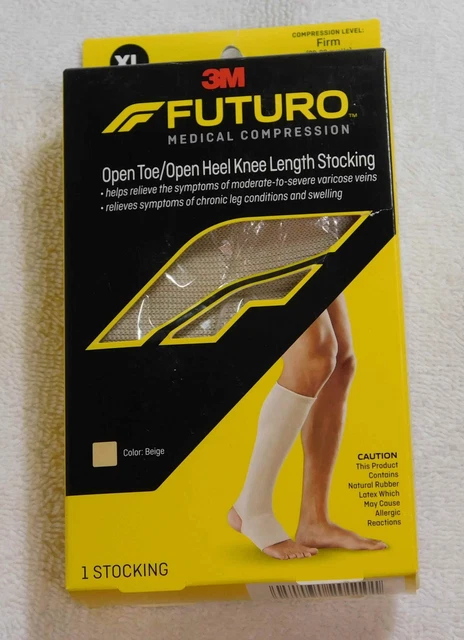 XL
COMPRESSION LEVEL:
Firm
3M
FUTURO™
MEDICAL COMPRESSION
Open Toe/Open Heel Knee Length Stocking
• helps relieve the symptoms of moderate-to-severe varicose veins
• relieves symptoms of chronic leg conditions and swelling
Color: Beige
CAUTION
This Product
Contains
Natural Rubber
Latex Which
May Cause
Allergic
Reactions
1 STOCKING